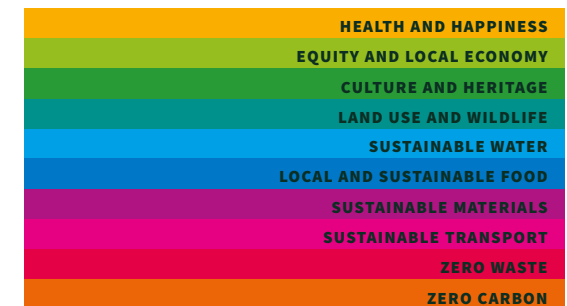 HEALTH AND HAPPINESS
EQUITY AND LOCAL ECONOMY
CULTURE AND HERITAGE
LAND USE AND WILDLIFE
SUSTAINABLE WATER
LOCAL AND SUSTAINABLE FOOD
SUSTAINABLE MATERIALS
SUSTAINABLE TRANSPORT
ZERO WASTE
ZERO CARBON